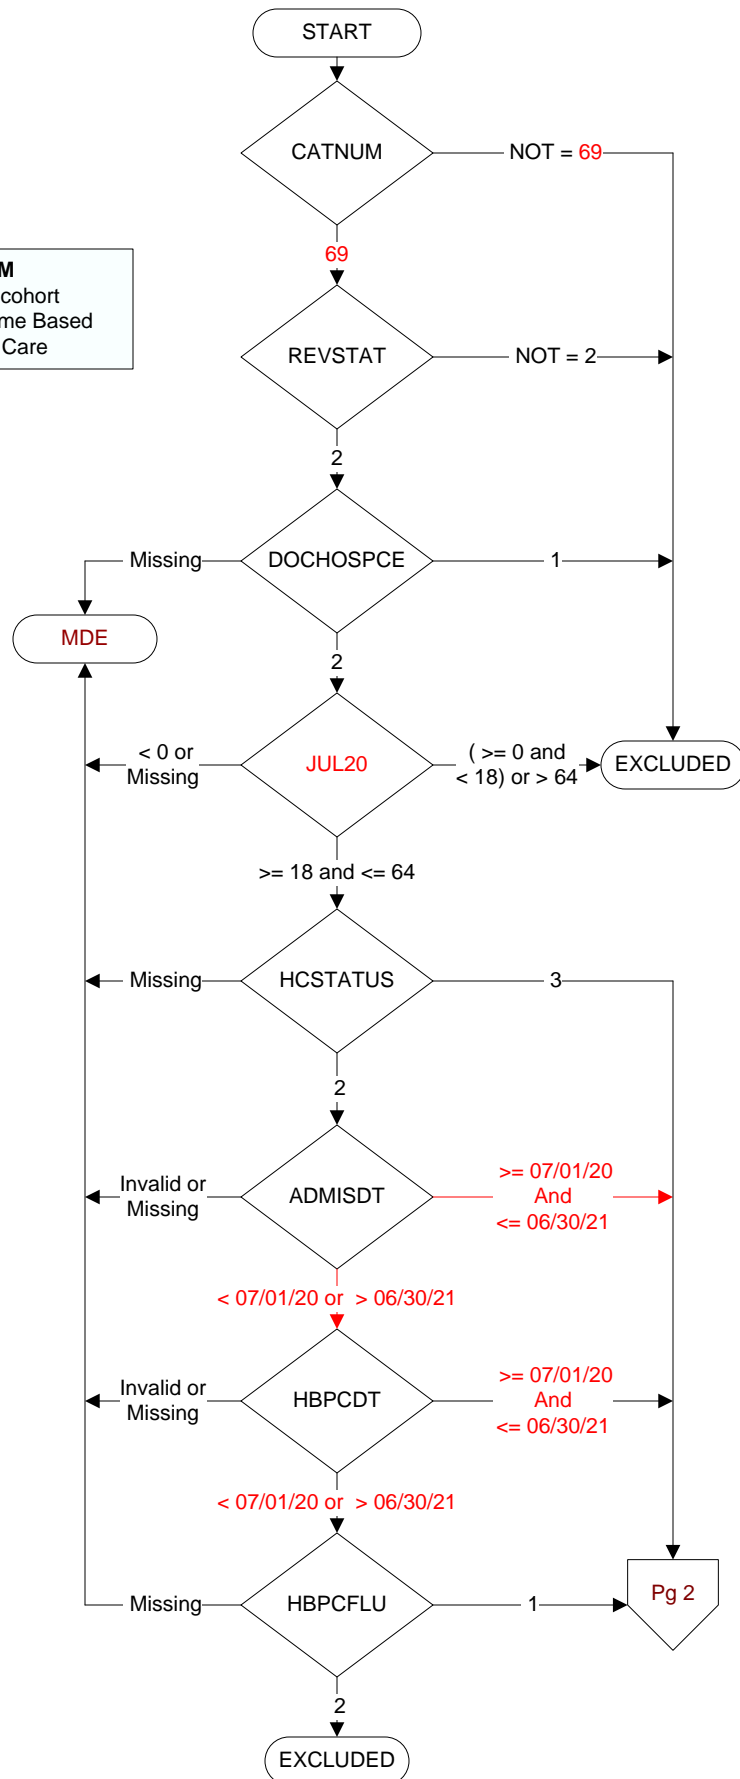 START
CATNUM
NOT = 69
69
M
cohort
me Based
Care
REVSTAT
NOT = 2
2
Missing
DOCHOSPCE
1
MDE
2
< 0 or
Missing
JUL20
( >= 0 and
< 18) or > 64
EXCLUDED
>= 18 and <= 64
Missing
HCSTATUS
3
2
Invalid or
Missing
ADMISDT
>= 07/01/20
And
<= 06/30/21
< 07/01/20 or > 06/30/21
Invalid or
Missing
HBPCDT
>= 07/01/20
And
<= 06/30/21
< 07/01/20 or > 06/30/21
Missing
HBPCFLU
1
Pg 2
2
EXCLUDED